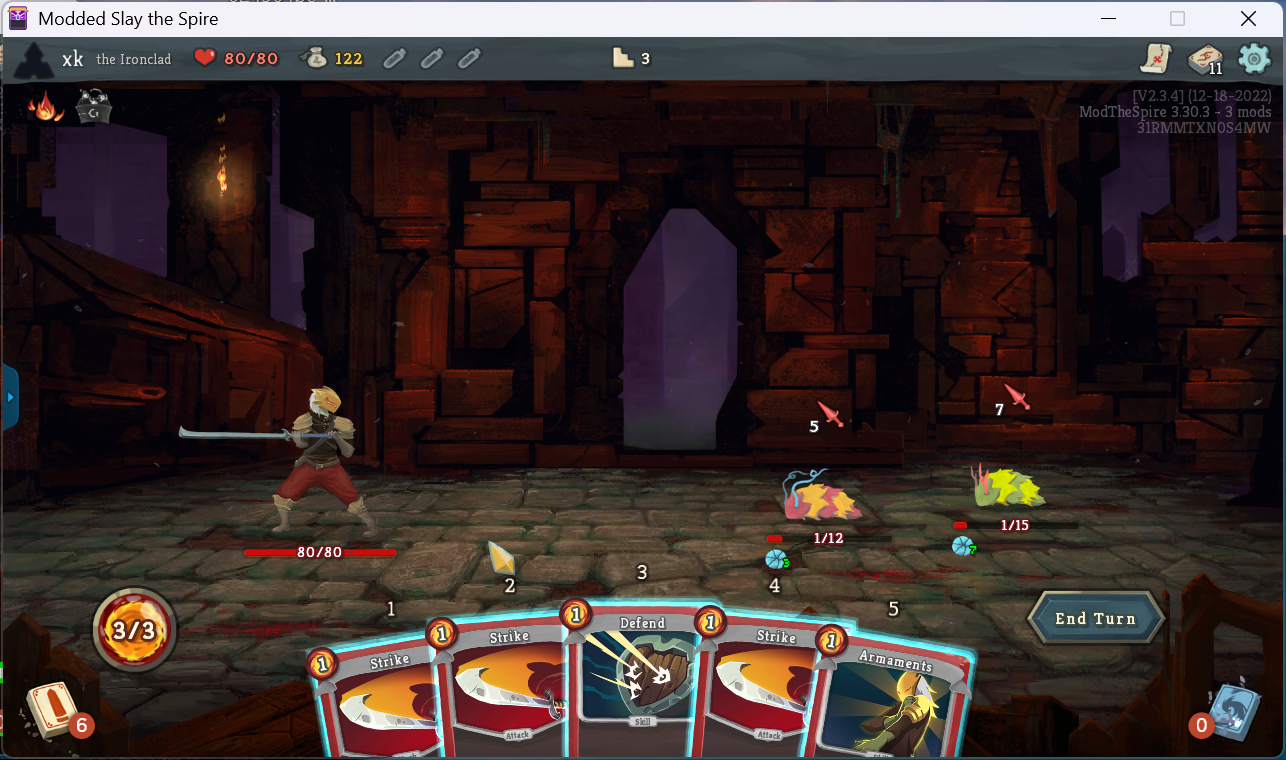 Modded Slay the Spire
xk the Ironclad 80/80 122 3 11
[V2.3.4] (12-18-2022)
ModTheSpire 3.30.3 - 3 mods
31RMMTXN0S4MW
7
5
1/15
7
1/12
3
80/80
1 2 3 4 5
3/3
End Turn
1 Strike
1 Strike
1 Defend
1 Strike
1 Armaments
Attack
Skill
Attack
6
0